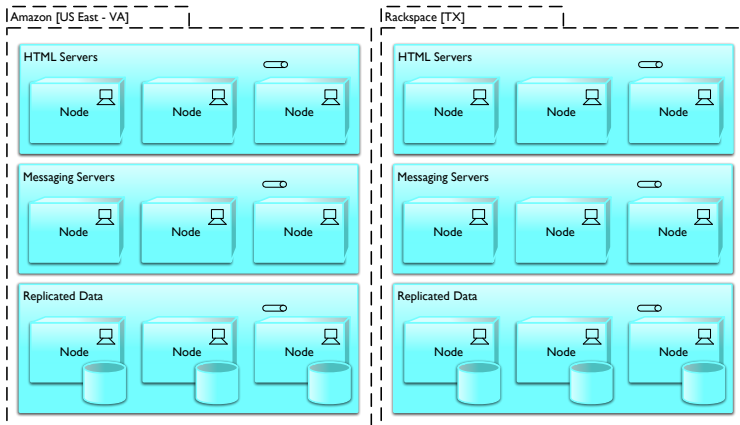 Amazon [US East - VA]
HTML Servers
Node Node Node
Messaging Servers
Node Node Node
Replicated Data
Node Node Node
Rackspace [TX]
HTML Servers
Node Node Node
Messaging Servers
Node Node Node
Replicated Data
Node Node Node